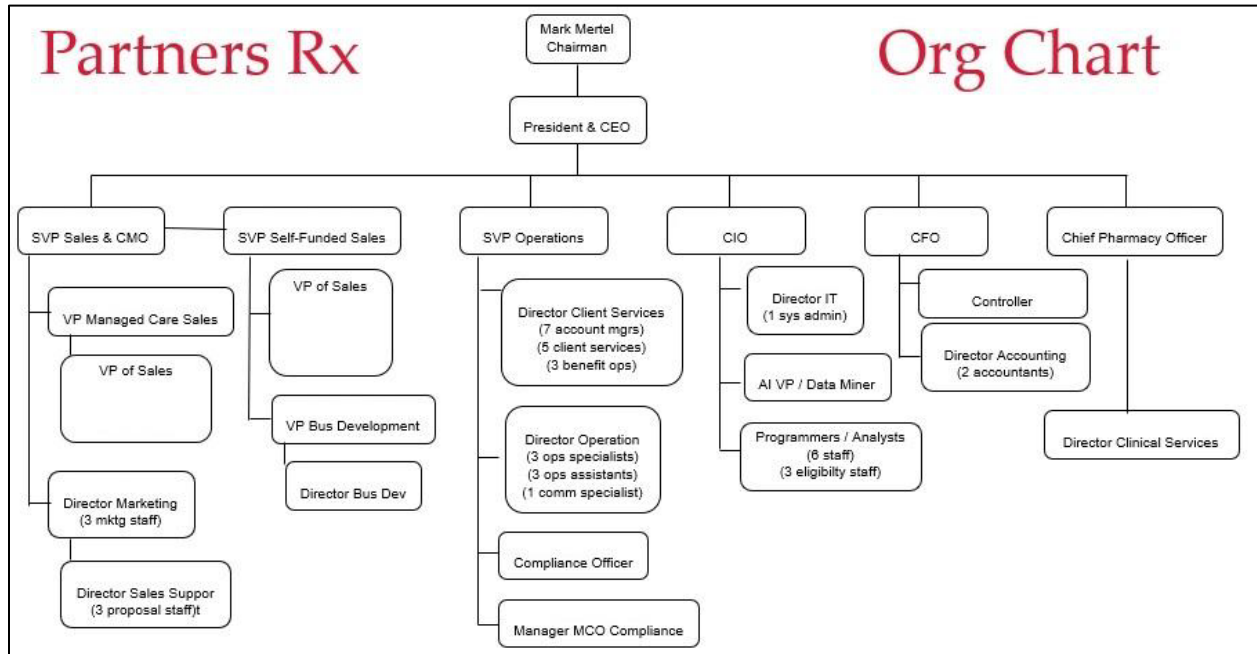 Partners Rx
Org Chart
Mark Mertel
Chairman
President & CEO
SVP Sales & CMO
SVP Self-Funded Sales
SVP Operations
CIO
CFO
Chief Pharmacy Officer
VP Managed Care Sales
VP of Sales
Director Marketing
(3 mktg staff)
Director Sales Suppor
(3 proposal staff)t
VP of Sales
VP Bus Development
Director Bus Dev
Director Client Services
(7 account mgrs)
(5 client services)
(3 benefit ops)
Director Operation
(3 ops specialists)
(3 ops assistants)
(1 comm specialist)
Compliance Officer
Manager MCO Compliance
Director IT
(1 sys admin)
AI VP / Data Miner
Programmers / Analysts
(6 staff)
(3 eligibilty staff)
Controller
Director Accounting
(2 accountants)
Director Clinical Services